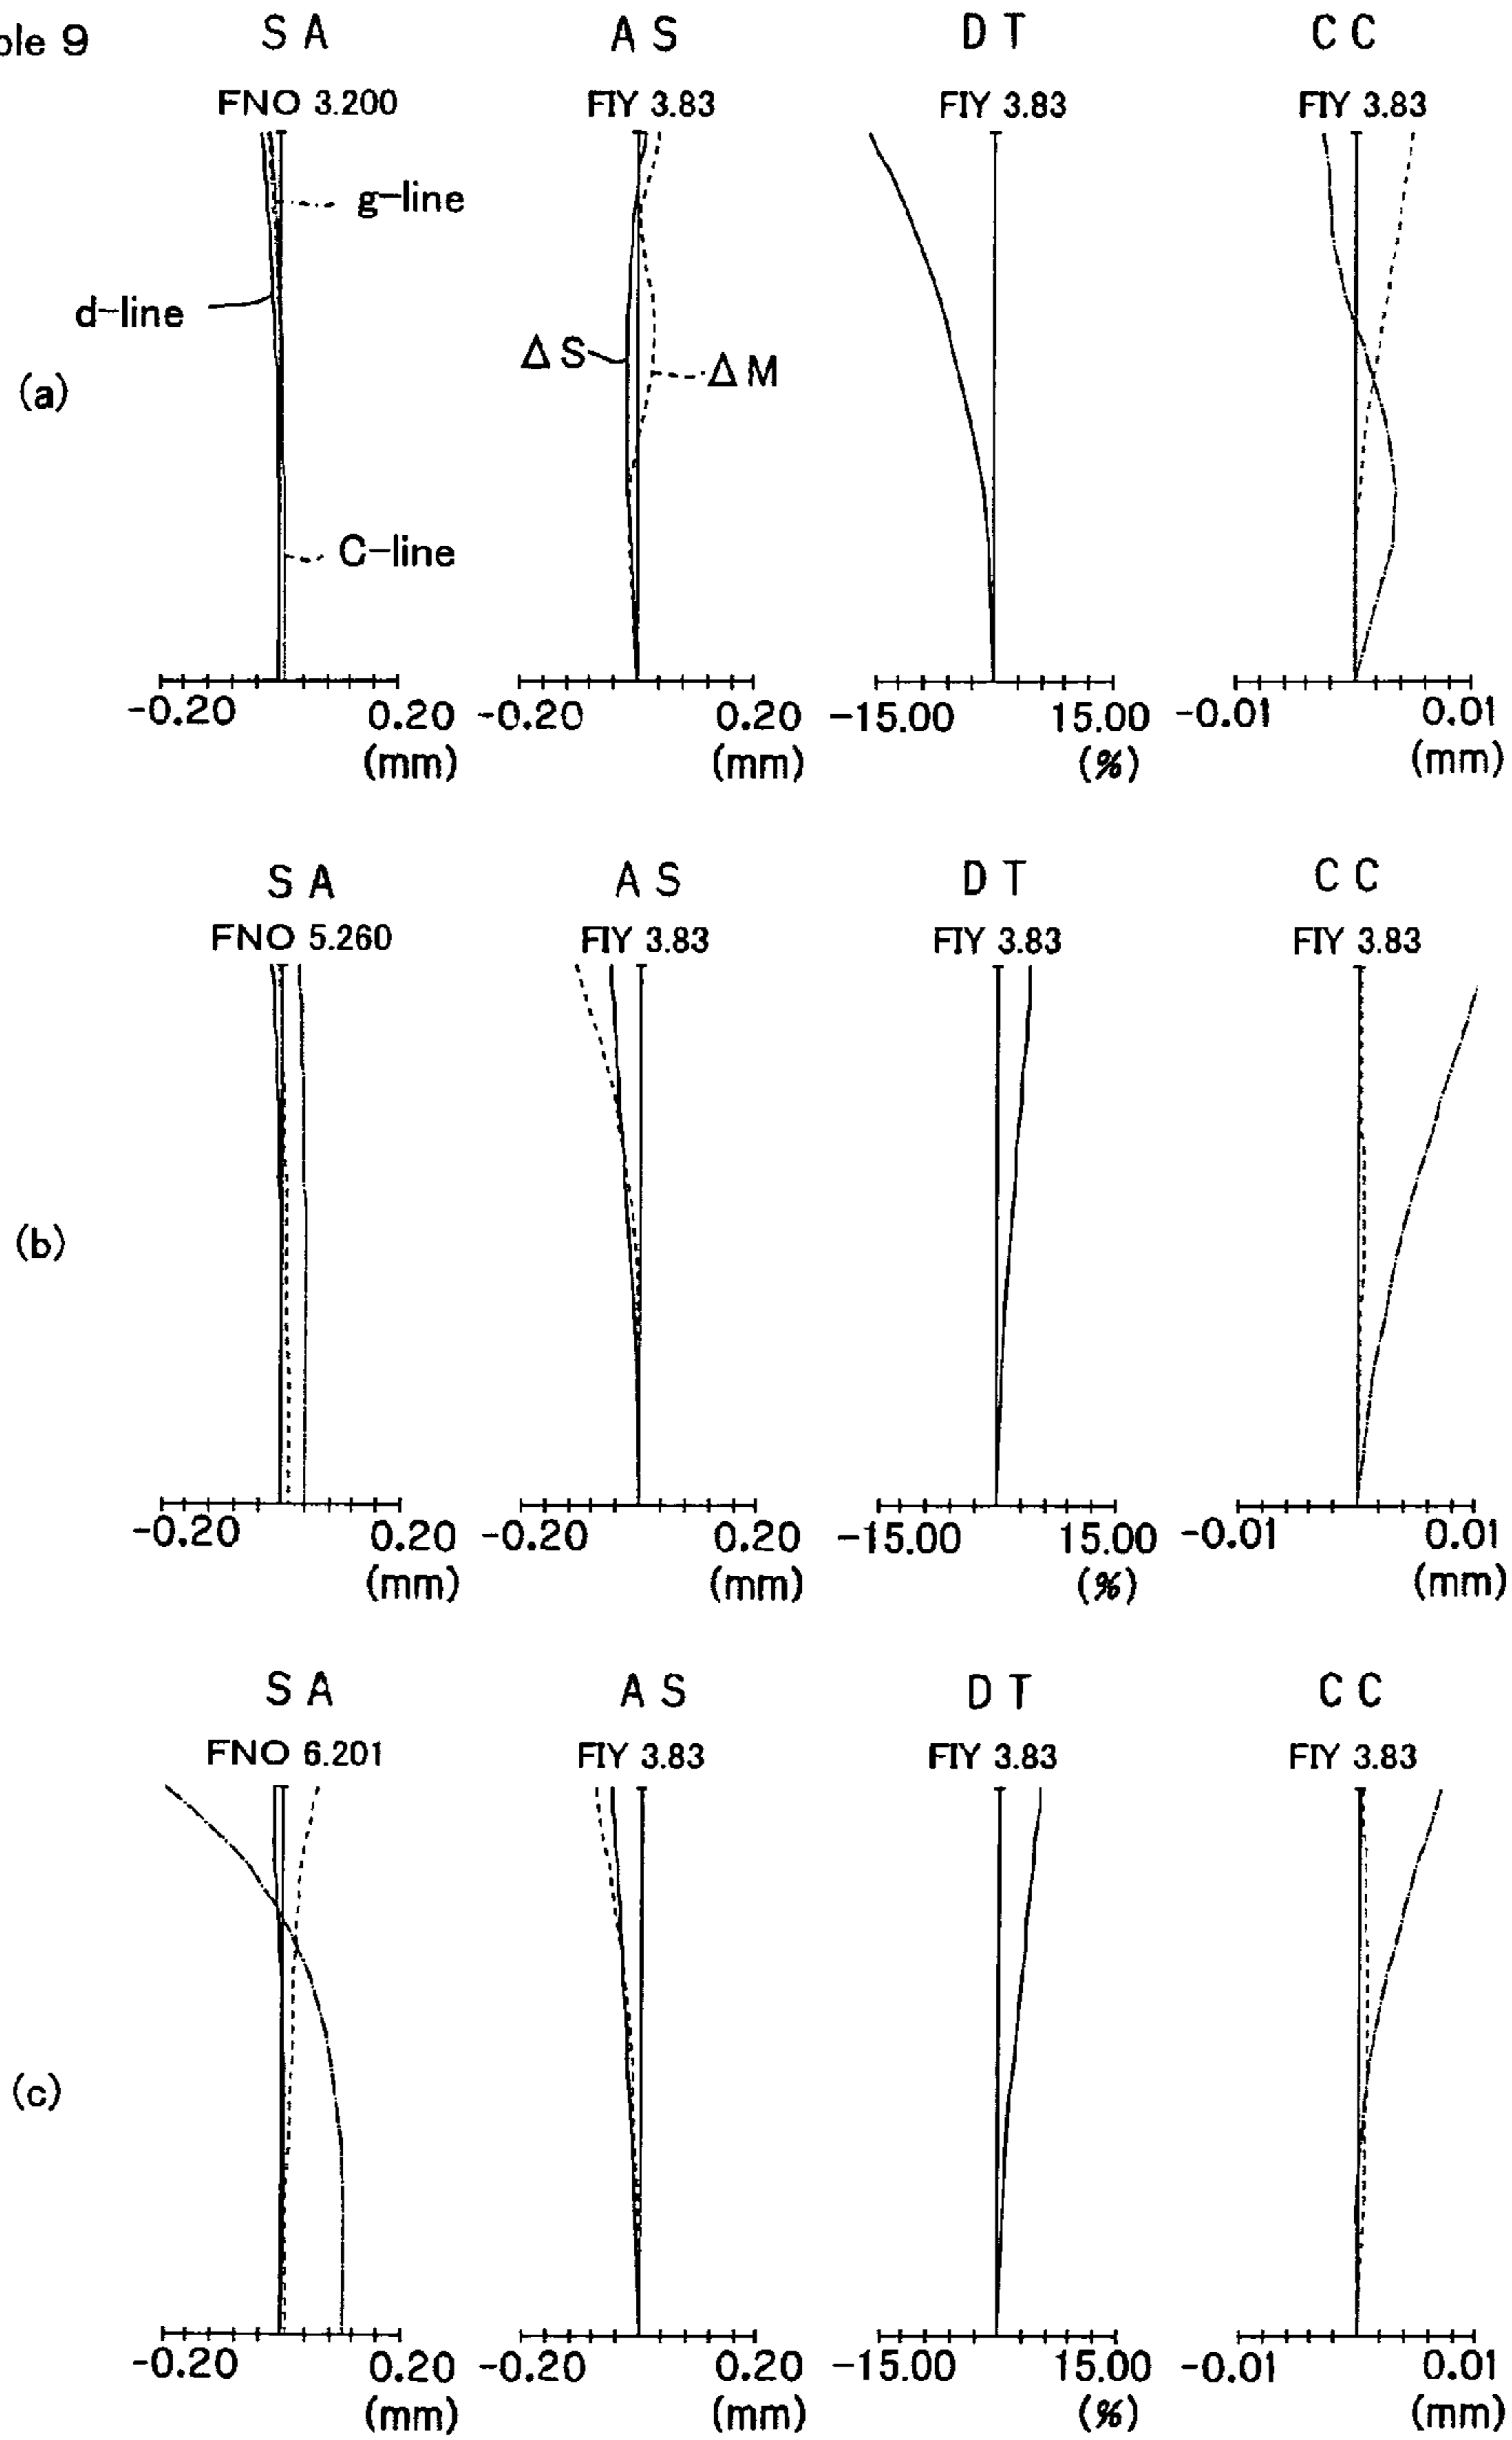 9
S A A S D T C C
FNO 3.200 FIY 3.83 FIY 3.83 FIY 3.83
g-line
d-line
ΔS ΔM
(a)
C-line
-0.20 0.20 -0.20 0.20 -15.00 15.00 -0.01 0.01
(mm) (mm) (%) (mm)
S A A S D T C C
FNO 5.260 FIY 3.83 FIY 3.83 FIY 3.83
(b)
-0.20 0.20 -0.20 0.20 -15.00 15.00 -0.01 0.01
(mm) (mm) (%) (mm)
S A A S D T C C
FNO 6.201 FIY 3.83 FIY 3.83 FIY 3.83
(c)
-0.20 0.20 -0.20 0.20 -15.00 15.00 -0.01 0.01
(mm) (mm) (%) (mm)